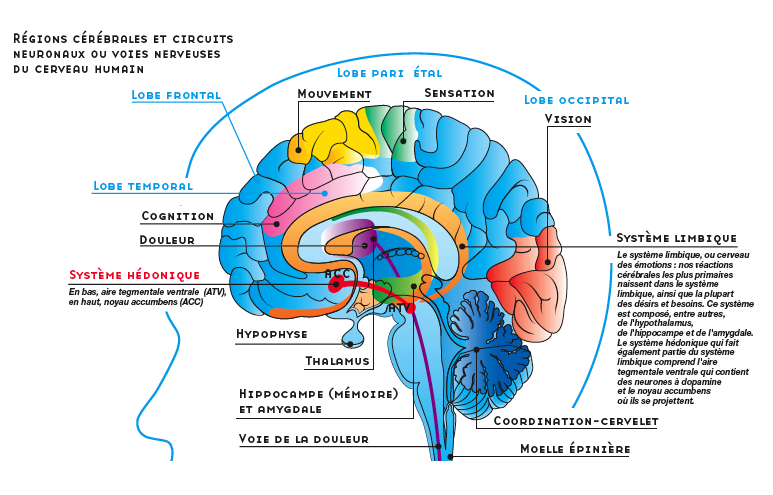 RÉGIONS CÉRÉBRALES ET CIRCUITS
NEURONAUX OU VOIES NERVEUSES
DU CERVEAU HUMAIN
LOBE PARI ÉTAL
LOBE FRONTAL
MOUVEMENT
SENSATION
LOBE OCCIPITAL
VISION
LOBE TEMPORAL
COGNITION
DOULEUR
SYSTÈME HÉDONIQUE
En bas, aire tegmentale ventrale (ATV),
en haut, noyau accumbens (ACC)
ACC
ATV
SYSTÈME LIMBIQUE
Le système limbique, ou cerveau
des émotions : nos réactions
cérébrales les plus primaires
naissent dans le système
limbique, ainsi que la plupart
des désirs et besoins. Ce système
est composé, entre autres,
de l'hypothalamus,
de l'hippocampe et de l'amygdale.
Le système hédonique qui fait
également partie du système
limbique comprend l'aire
tegmentale ventrale qui contient
des neurones à dopamine
et le noyau accumbens
où ils se projettent.
HYPOPHYSE
THALAMUS
HIPPOCAMPE (MÉMOIRE)
ET AMYGDALE
COORDINATION-CERVELET
VOIE DE LA DOULEUR
MOELLE ÉPINIÈRE